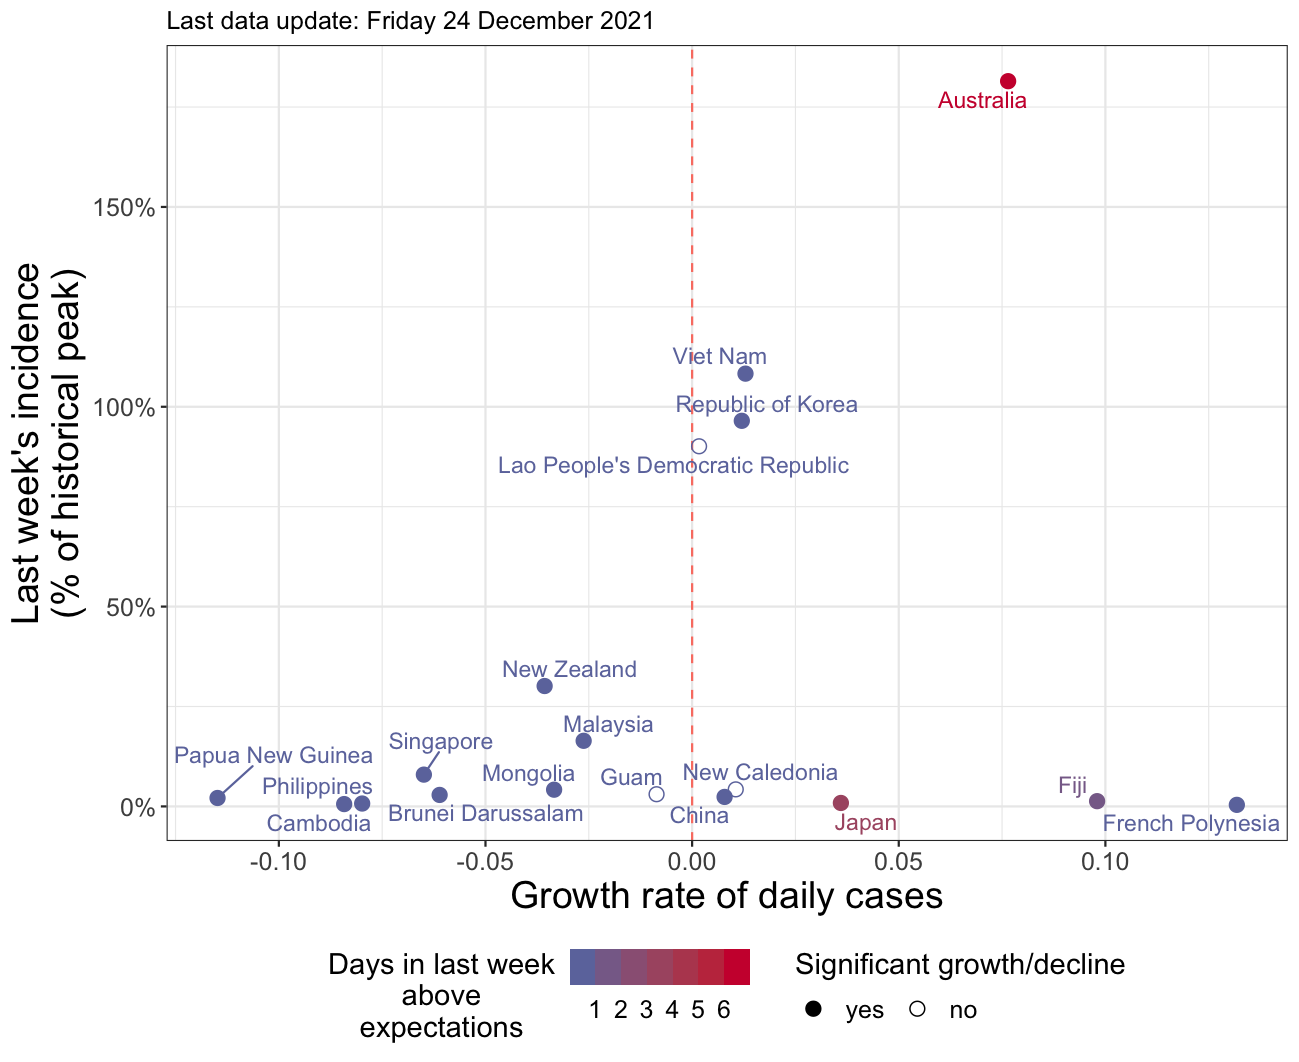 Last data update: Friday 24 December 2021
Last week's incidence
(% of historical peak)
150%
100%
50%
0%
Australia
Viet Nam
Republic of Korea
Lao People's Democratic Republic
New Zealand
Malaysia
Singapore
Papua New Guinea
Mongolia
Guam
New Caledonia
Philippines
Fiji
Brunei Darussalam
China
Cambodia
Japan
French Polynesia
-0.10 -0.05 0.00 0.05 0.10
Growth rate of daily cases
Days in last week
above
expectations
1 2 3 4 5 6
Significant growth/decline
yes no